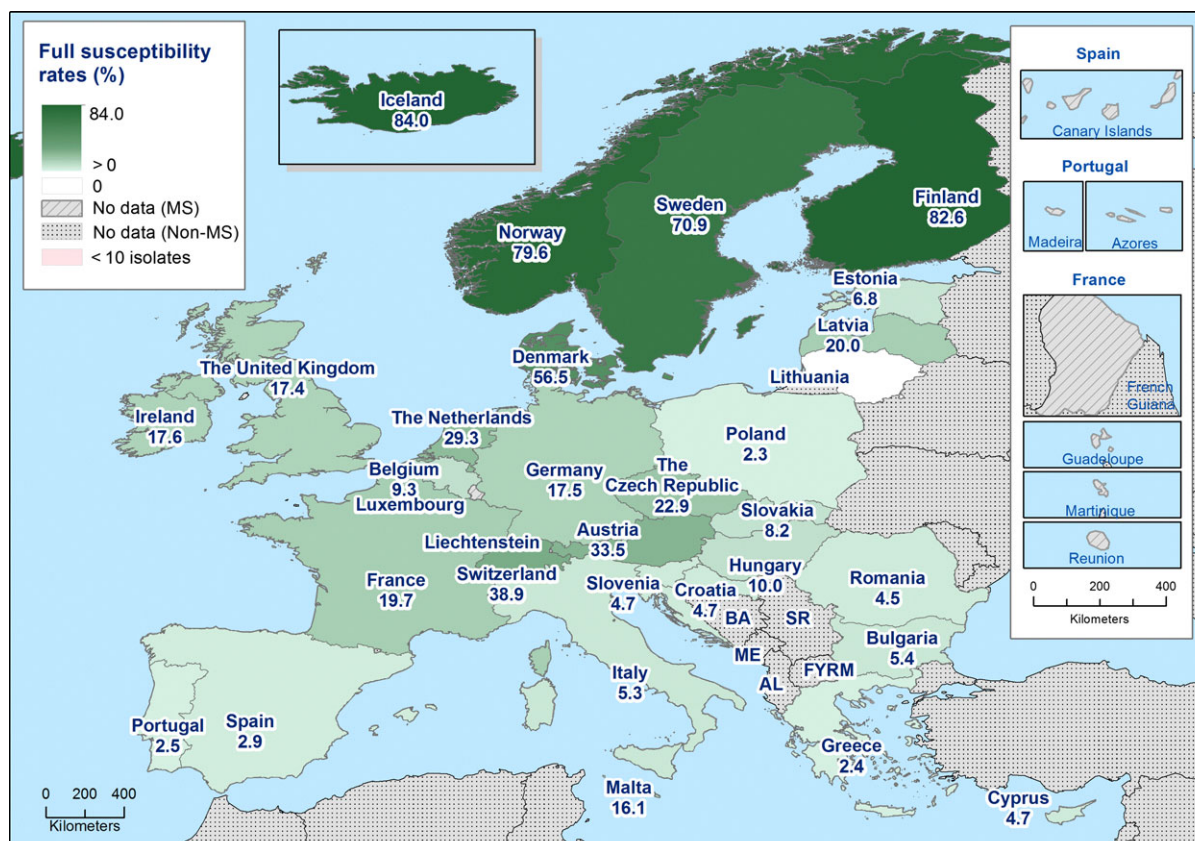 Full susceptibility
rates (%)
84.0
> 0
0
No data (MS)
No data (Non-MS)
< 10 isolates
Iceland
84.0
Norway
79.6
Sweden
70.9
Finland
82.6
Estonia
6.8
Latvia
20.0
Lithuania
Denmark
56.5
The United Kingdom
17.4
Ireland
17.6
The Netherlands
29.3
Belgium
9.3
Luxembourg
Germany
17.5
Poland
2.3
The
Czech Republic
22.9
Slovakia
8.2
Liechtenstein
Austria
33.5
Switzerland
38.9
France
19.7
Slovenia
4.7
Croatia
4.7
Hungary
10.0
Romania
4.5
BA
SR
Bulgaria
5.4
ME
FYRM
AL
Italy
5.3
Portugal
2.5
Spain
2.9
Greece
2.4
Malta
16.1
Cyprus
4.7
0 200 400
Kilometers
Spain
Canary Islands
Portugal
Madeira
Azores
France
French
Guiana
Guadeloupe
Martinique
Reunion
0 200 400
Kilometers